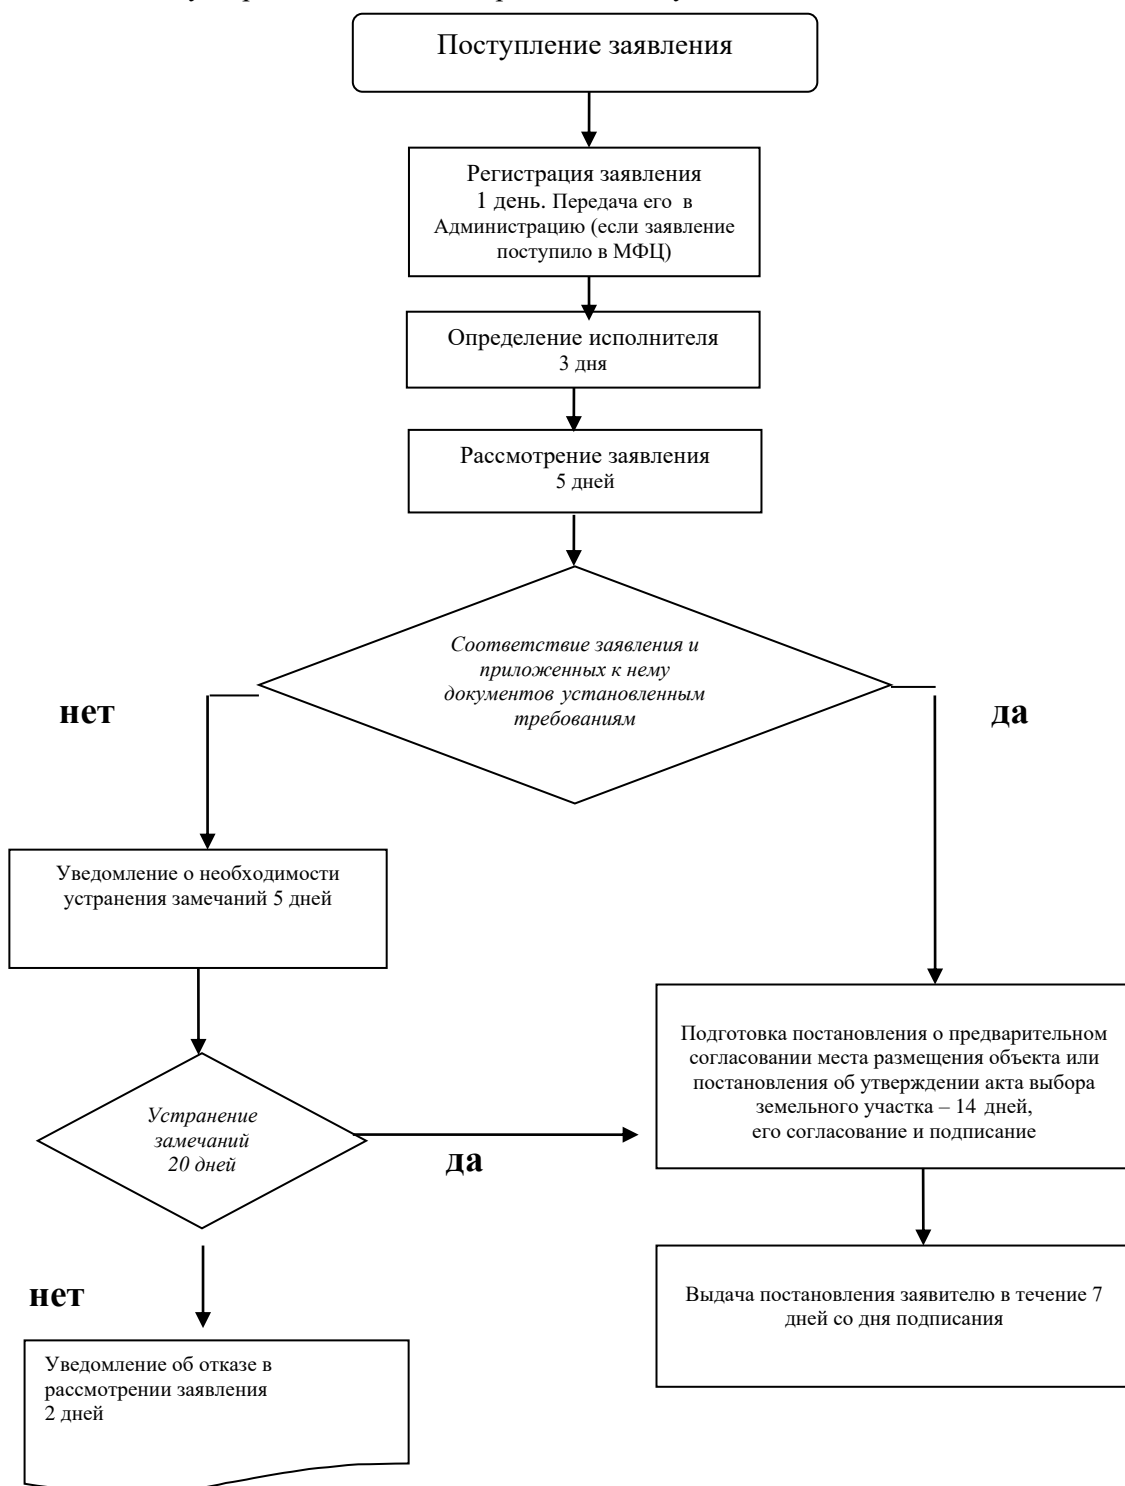 Поступление заявления
Регистрация заявления
1 день. Передача его в
Администрацию (если заявление
поступило в МФЦ)
Определение исполнителя
3 дня
Рассмотрение заявления
5 дней
Соответствие заявления и
приложенных к нему
документов установленным
требованиям
нет
да
Уведомление о необходимости
устранения замечаний 5 дней
Подготовка постановления о предварительном
согласовании места размещения объекта или
постановления об утверждении акта выбора
земельного участка – 14 дней,
его согласование и подписание
Устранение
замечаний
20 дней
да
Выдача постановления заявителю в течение 7
дней со дня подписания
нет
Уведомление об отказе в
рассмотрении заявления
2 дней